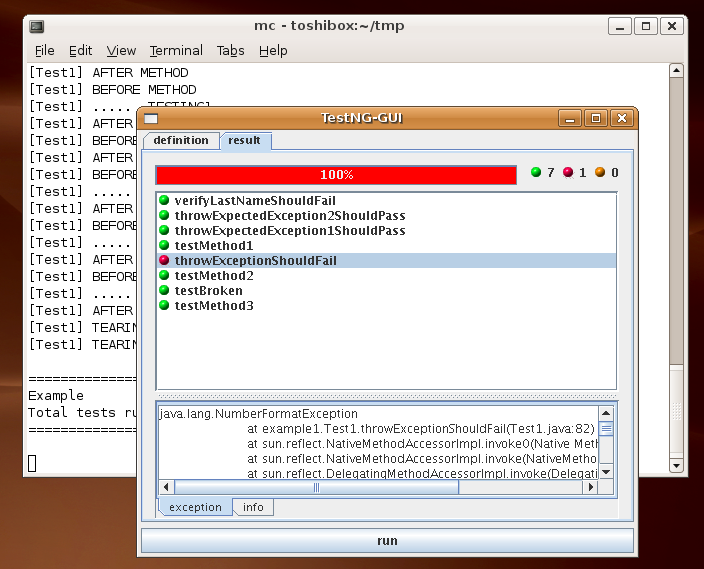 mc - toshibox:~/tmp
File Edit View Terminal Tabs Help
[Test1] AFTER METHOD
[Test1] BEFORE METHOD
[Test1] ..... TESTING1
[Test1] AFTER
[Test1] BEFORE
[Test1] AFTER
[Test1] BEFORE
[Test1] .....
[Test1] AFTER
[Test1] BEFORE
[Test1] .....
[Test1] AFTER
[Test1] BEFORE
[Test1] .....
[Test1] AFTER
[Test1] TEARIN
[Test1] TEARIN
===============
Example
Total tests ru
===============
TestNG-GUI
definition result
100% 7 1 0
verifyLastNameShouldFail
throwExpectedException2ShouldPass
throwExpectedException1ShouldPass
testMethod1
throwExceptionShouldFail
testMethod2
testBroken
testMethod3
java.lang.NumberFormatException
at example1.Test1.throwExceptionShouldFail(Test1.java:82)
at sun.reflect.NativeMethodAccessorImpl.invoke0(Native Meth
at sun.reflect.NativeMethodAccessorImpl.invoke(NativeMetho
at sun.reflect.DelegatingMethodAccessorImpl.invoke(Delegati
exception info
run